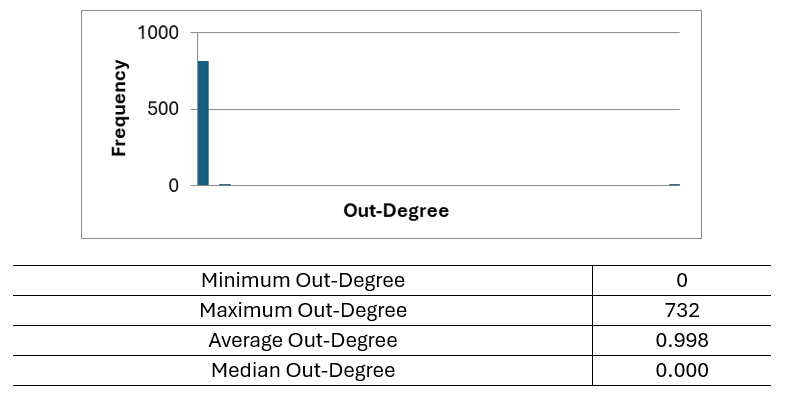 1000
500
0
Frequency
Out-Degree
Minimum Out-Degree 0
Maximum Out-Degree 732
Average Out-Degree 0.998
Median Out-Degree 0.000